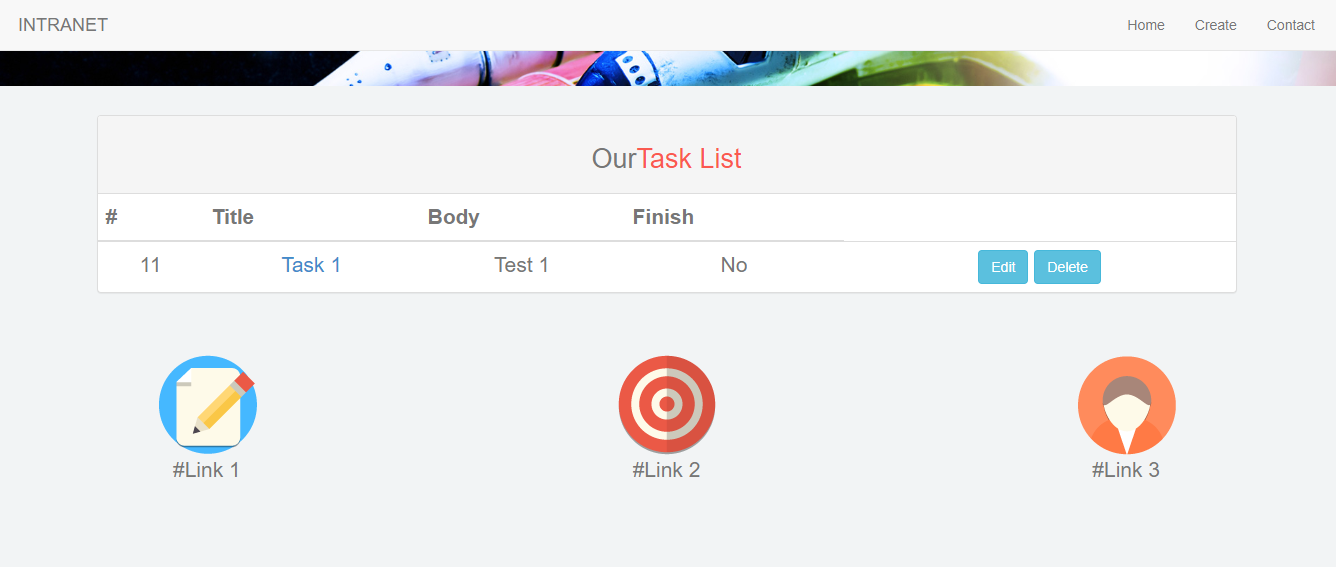 INTRANET Home Create Contact
OurTask List
# Title Body Finish
11 Task 1 Test 1 No Edit Delete
#Link 1 #Link 2 #Link 3